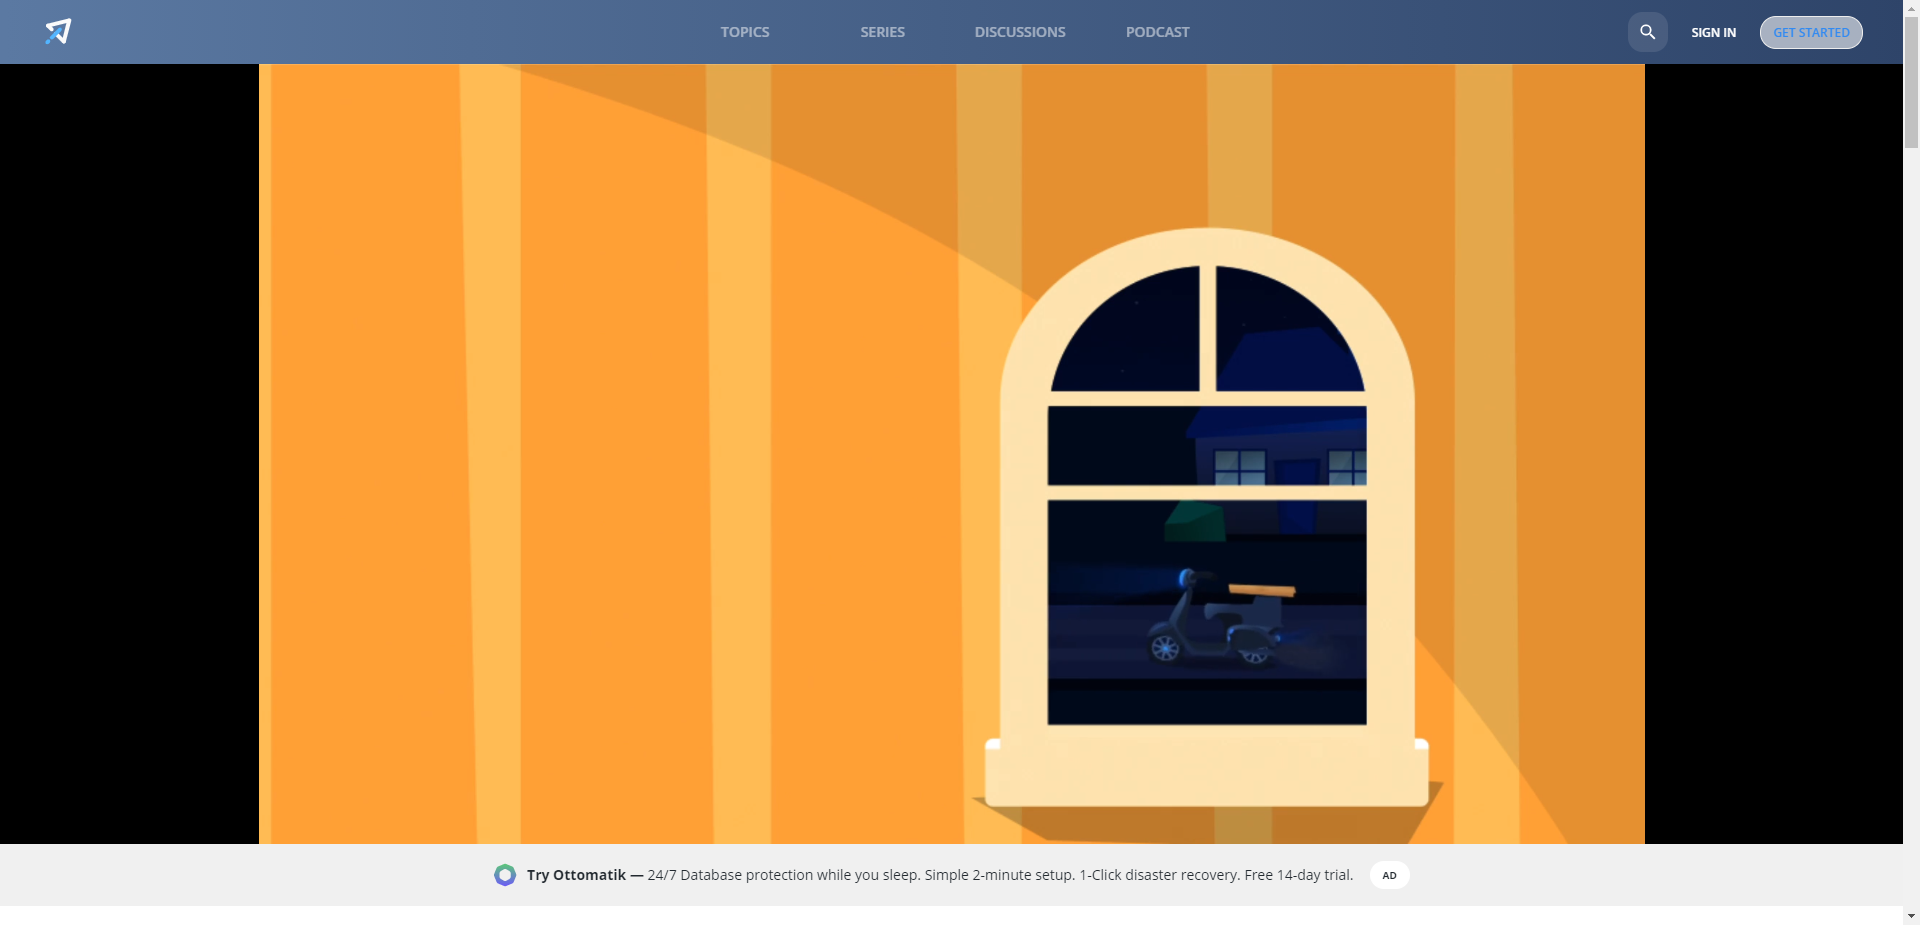 TOPICS SERIES DISCUSSIONS PODCAST SIGN IN GET STARTED
Try Ottomatik — 24/7 Database protection while you sleep. Simple 2-minute setup. 1-Click disaster recovery. Free 14-day trial. AD